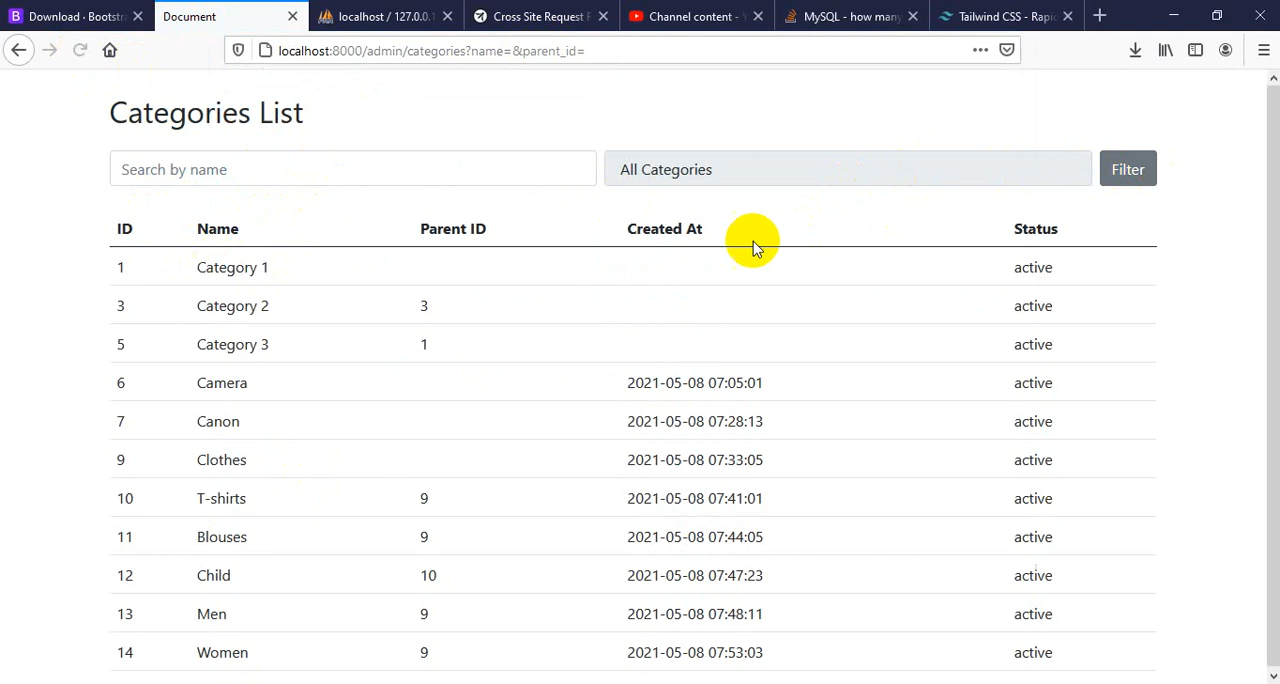 Download · Bootstr
Document
localhost / 127.0.0.1
Cross Site Request F
Channel content - Y
MySQL - how many
Tailwind CSS - Rapid
localhost:8000/admin/categories?name=&parent_id=
Categories List
Search by name
All Categories
Filter
ID Name Parent ID Created At Status
1 Category 1 active
3 Category 2 3 active
5 Category 3 1 active
6 Camera 2021-05-08 07:05:01 active
7 Canon 2021-05-08 07:28:13 active
9 Clothes 2021-05-08 07:33:05 active
10 T-shirts 9 2021-05-08 07:41:01 active
11 Blouses 9 2021-05-08 07:44:05 active
12 Child 10 2021-05-08 07:47:23 active
13 Men 9 2021-05-08 07:48:11 active
14 Women 9 2021-05-08 07:53:03 active